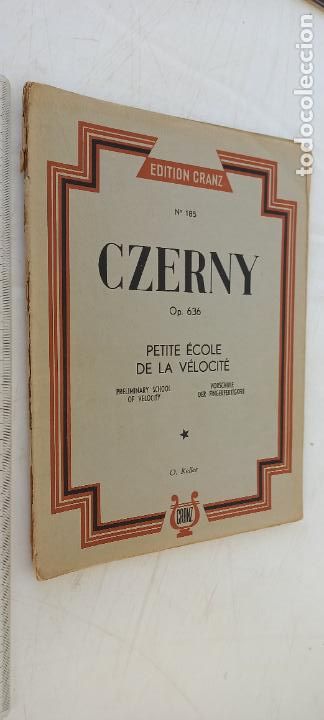 EDITION CRANZ
Nº 185
CZERNY
Op. 636
PETITE ÉCOLE
DE LA VÉLOCITÉ
PRELIMINARY SCHOOL
OF VELOCITY
VORSCHULE
DER FINGERFERTIGKEIT
O. Keller
CRANZ
todocoleccion.net